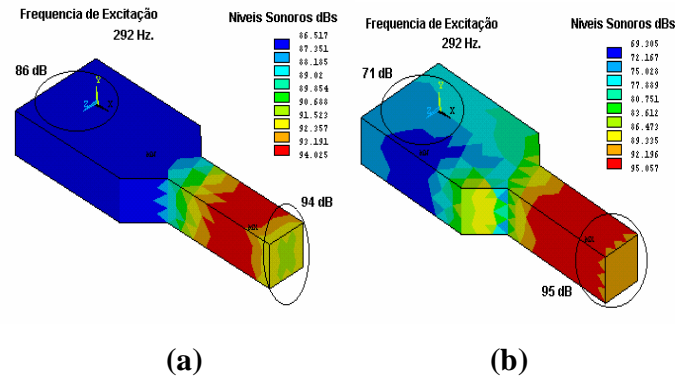 Frequencia de Excitação
292 Hz.
Niveis Sonoros dBs
86.517
87.351
88.185
89.02
89.854
90.688
91.523
92.357
93.191
94.025
86 dB
94 dB
Y
Z
X
MN
MX
(a)
Frequencia de Excitação
292 Hz.
Niveis Sonoros dBs
69.305
72.167
75.028
77.889
80.751
83.612
86.473
89.335
92.196
95.057
71 dB
95 dB
Y
Z
X
(b)